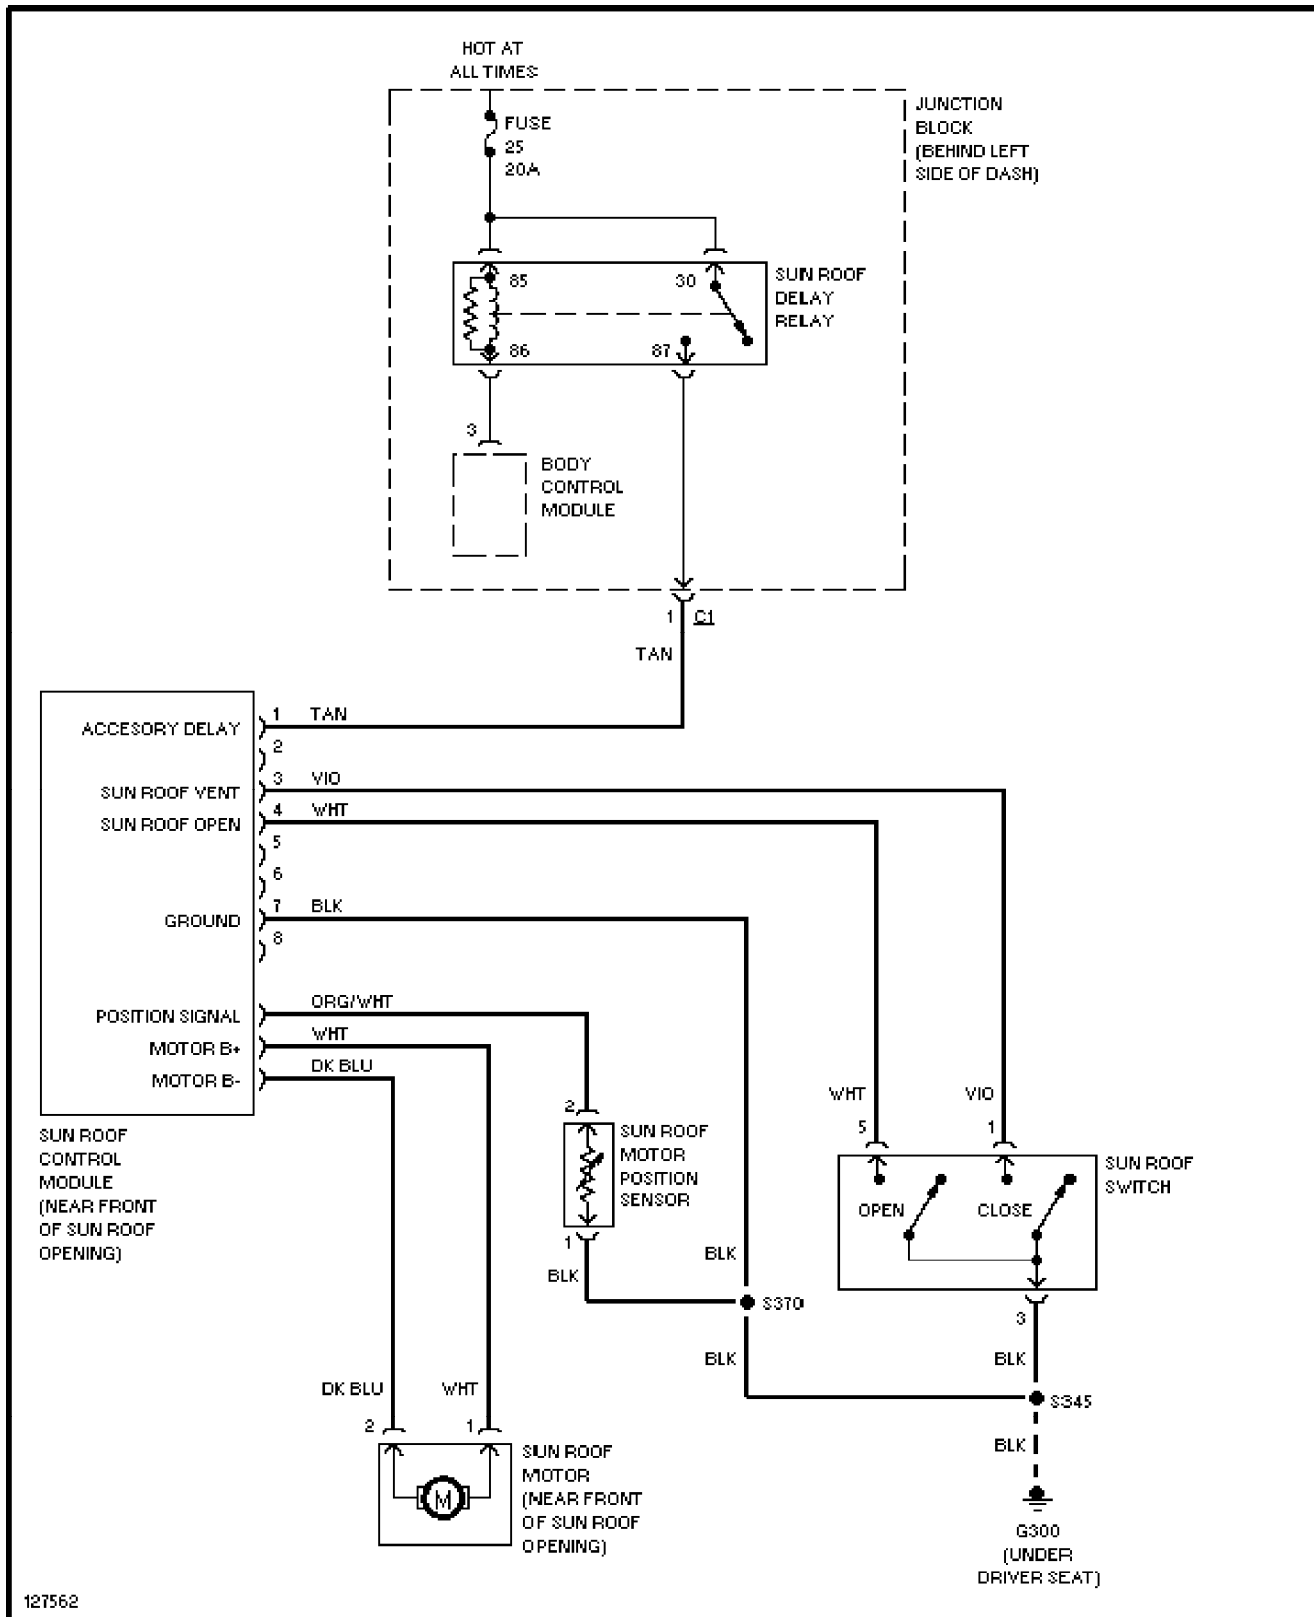 HOT AT
ALL TIMES
FUSE
25
20A
JUNCTION
BLOCK
(BEHIND LEFT
SIDE OF DASH)
85
30
SUN ROOF
DELAY
RELAY
86
87
3
BODY
CONTROL
MODULE
1 C1
TAN
ACCESORY DELAY
1 TAN
2
SUN ROOF VENT
3 VIO
SUN ROOF OPEN
4 WHT
5
6
GROUND
7 BLK
8
POSITION SIGNAL
ORG/WHT
MOTOR B+
WHT
MOTOR B-
DK BLU
SUN ROOF
CONTROL
MODULE
(NEAR FRONT
OF SUN ROOF
OPENING)
2
SUN ROOF
MOTOR
POSITION
SENSOR
1
BLK
WHT
5
VIO
1
OPEN
CLOSE
SUN ROOF
SWITCH
3
BLK
S370
BLK
BLK
S345
BLK
G300
(UNDER
DRIVER SEAT)
DK BLU
2
WHT
1
M
SUN ROOF
MOTOR
(NEAR FRONT
OF SUN ROOF
OPENING)
127562